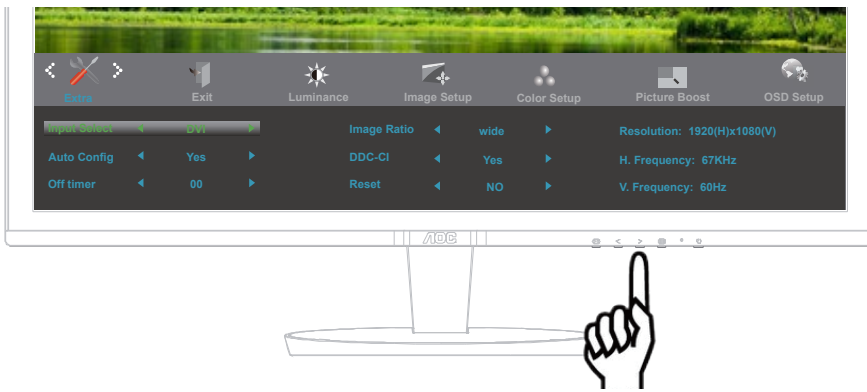 Extra Exit Luminance Image Setup Color Setup Picture Boost OSD Setup
Input Select DVI Image Ratio wide Resolution: 1920(H)x1080(V)
Auto Config Yes DDC-CI Yes H. Frequency: 67KHz
Off timer 00 Reset NO V. Frequency: 60Hz
AOC